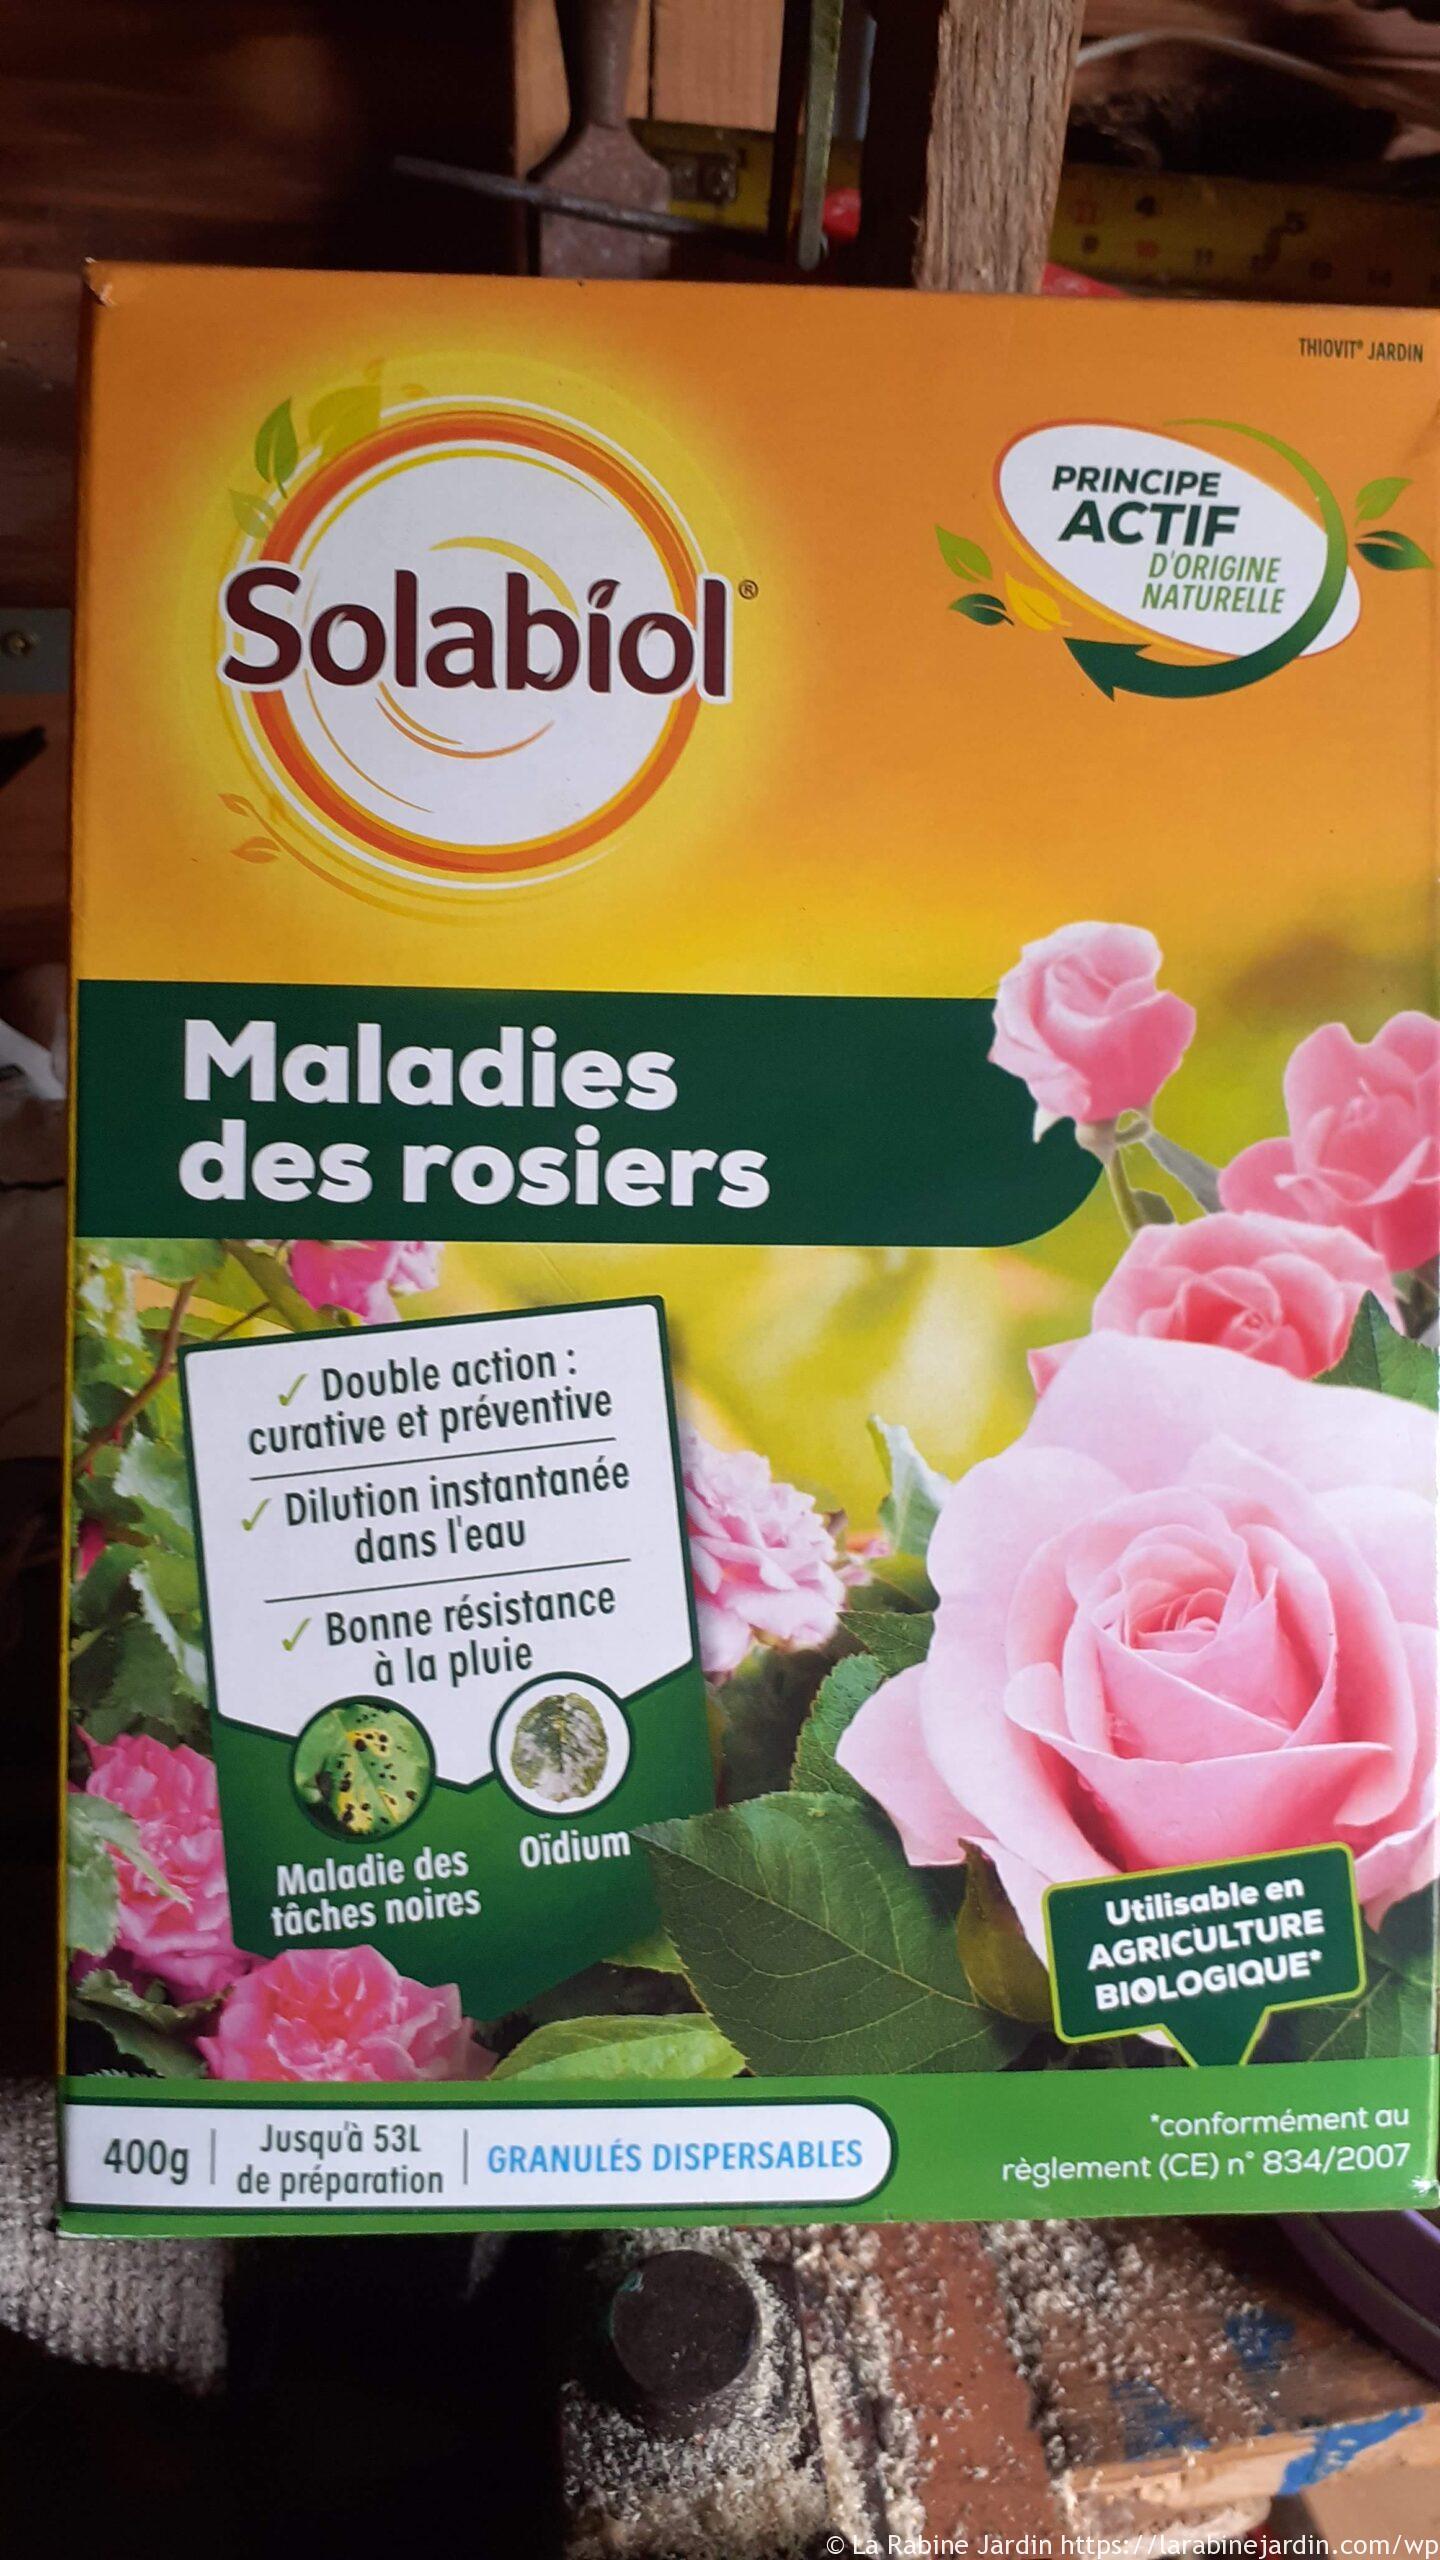 THIOVIT® JARDIN
PRINCIPE
ACTIF
D'ORIGINE
NATURELLE
Solabiol®
Maladies
des rosiers
✓ Double action :
curative et préventive
✓ Dilution instantanée
dans l'eau
✓ Bonne résistance
à la pluie
Maladie des
tâches noires
Oïdium
Utilisable en
AGRICULTURE
BIOLOGIQUE*
400g
Jusqu'à 53L
de préparation
GRANULÉS DISPERSABLES
*conformément au
règlement (CE) n° 834/2007
© La Rabine Jardin https://larabinejardin.com/wp